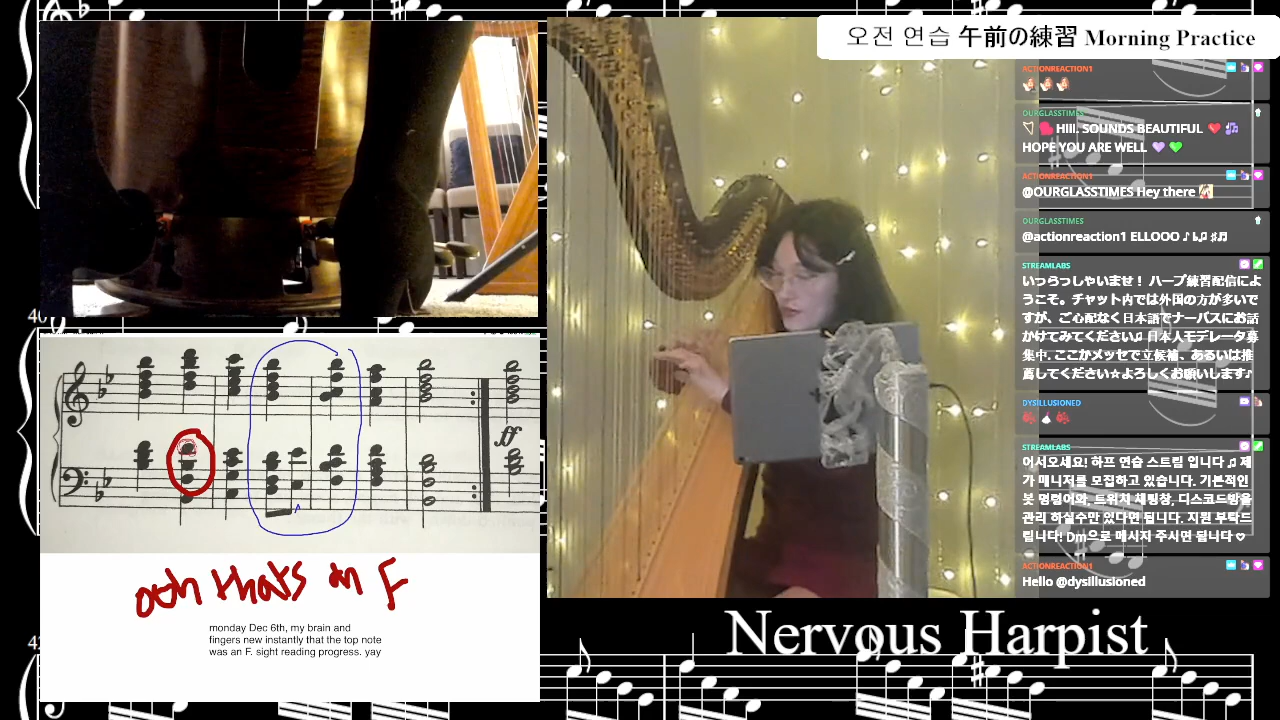 오전 연습 午前の練習 Morning Practice
ACTIONREACTION1
OURGLASSTIMES
HIII. SOUNDS BEAUTIFUL
HOPE YOU ARE WELL
ACTIONREACTION1
@OURGLASSTIMES Hey there
OURGLASSTIMES
@actionreaction1 ELLOOO ♪ ♭♫ ♯♬
STREAMLABS
いらっしゃいませ! ハープ練習配信によ
うこそ。チャット内では外国の方が多いで
すが、ご心配なく日本語でナーバスにお話
かけてみてください♫ 日本人モデレータ募
集中. ここかメッセで立候補、あるいは推
薦してください☆よろしくお願いします♪
DYSILLUSIONED
STREAMLABS
어서오세요! 하프 연습 스트림 입니다 ♫ 제
가 매니저를 모집하고 있습니다. 기본적인
봇 명령어와, 트위치 채팅창, 디스코드방을
관리 하실수만 있다면 됩니다. 지원 부탁드
립니다! Dm으로 메시지 주시면 됩니다 ♡
ACTIONREACTION1
Hello @dysillusioned
40
ff
ooh thats an F
monday Dec 6th, my brain and
fingers new instantly that the top note
was an F. sight reading progress. yay
Nervous Harpist